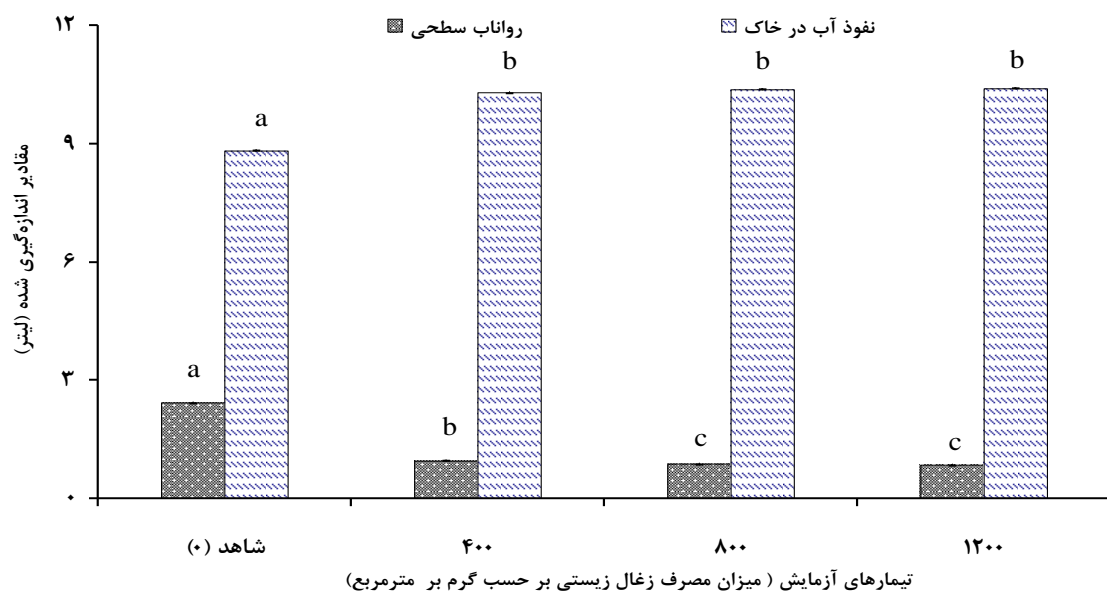 ۱۲
رواناب سطحی
نفوذ آب در خاک
b
b
b
a
۹
مقادیر اندازه‌گیری شده (لیتر)
۶
a
۳
b
c
c
۰
شاهد (۰)
۴۰۰
۸۰۰
۱۲۰۰
تیمارهای آزمایش ( میزان مصرف زغال زیستی بر حسب گرم بر مترمربع)